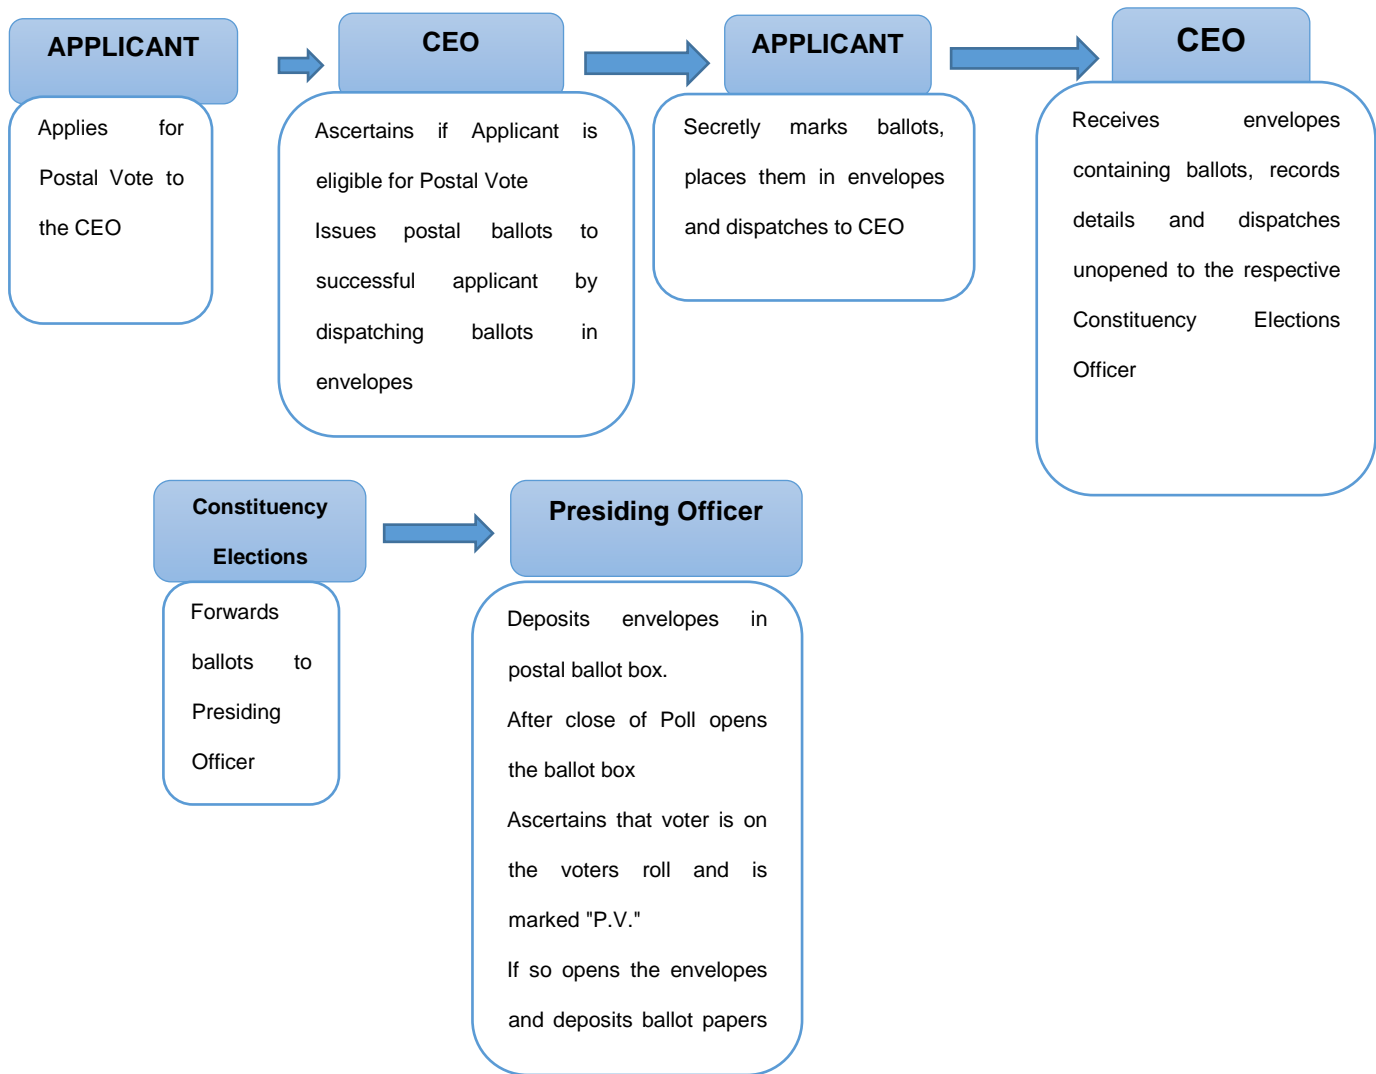 APPLICANT
Applies for
Postal Vote to
the CEO
CEO
Ascertains if Applicant is
eligible for Postal Vote
Issues postal ballots to
successful applicant by
dispatching ballots in
envelopes
APPLICANT
Secretly marks ballots,
places them in envelopes
and dispatches to CEO
CEO
Receives envelopes
containing ballots, records
details and dispatches
unopened to the respective
Constituency Elections
Officer
Constituency
Elections
Forwards
ballots to
Presiding
Officer
Presiding Officer
Deposits envelopes in
postal ballot box.
After close of Poll opens
the ballot box
Ascertains that voter is on
the voters roll and is
marked "P.V."
If so opens the envelopes
and deposits ballot papers